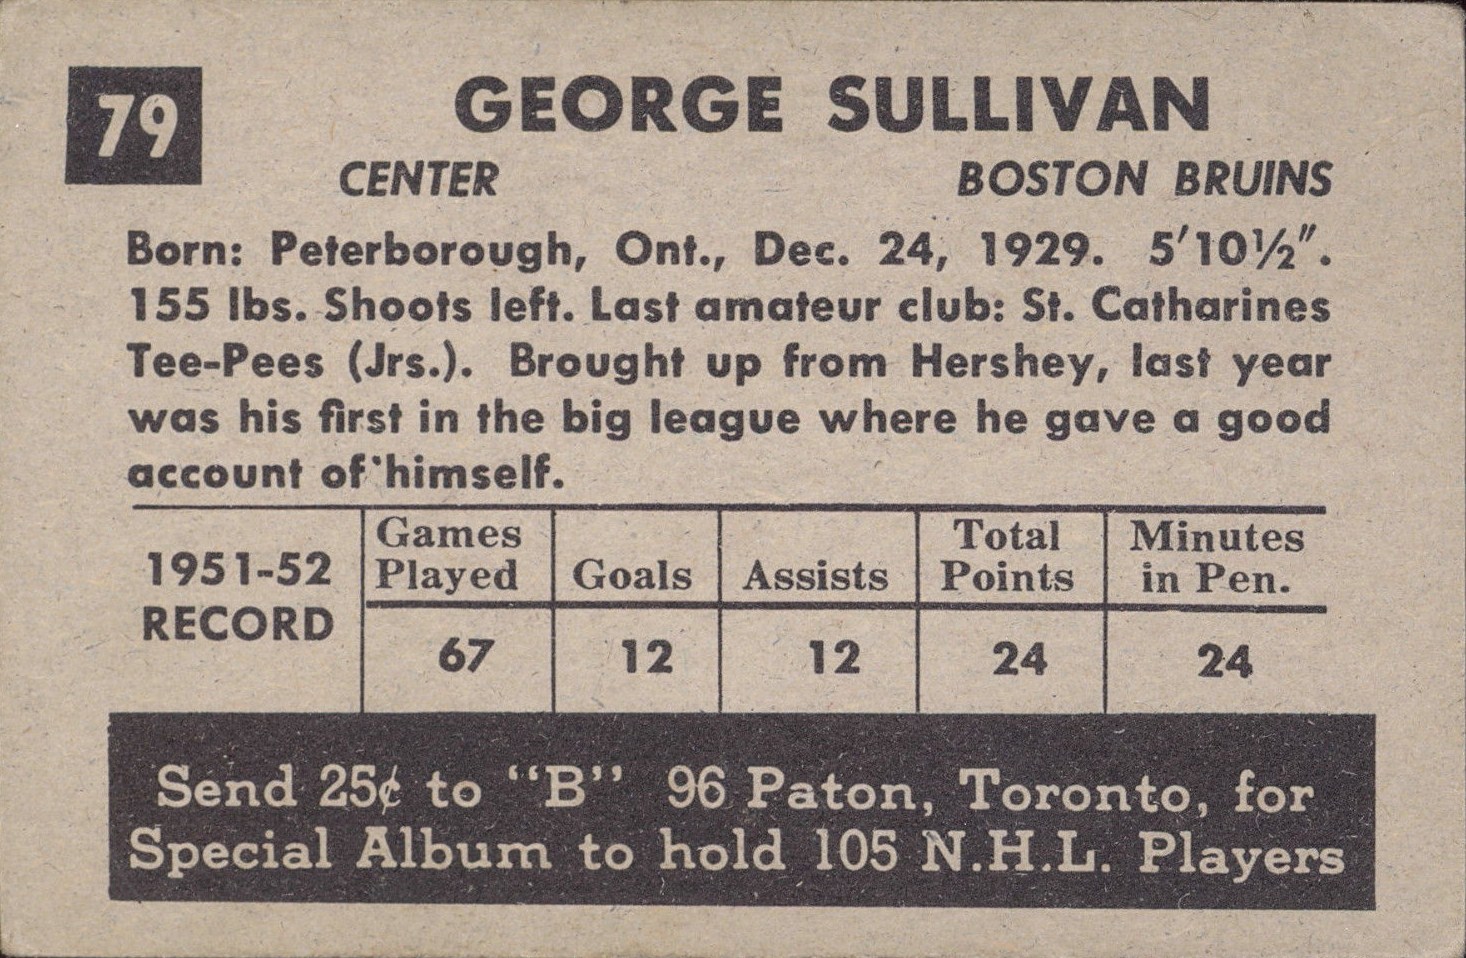 79
GEORGE SULLIVAN
CENTER BOSTON BRUINS
Born: Peterborough, Ont., Dec. 24, 1929. 5'10½".
155 lbs. Shoots left. Last amateur club: St. Catharines
Tee-Pees (Jrs.). Brought up from Hershey, last year
was his first in the big league where he gave a good
account of himself.
1951-52 RECORD
Games Played Goals Assists Total Points Minutes in Pen.
67 12 12 24 24
Send 25¢ to "B" 96 Paton, Toronto, for
Special Album to hold 105 N.H.L. Players